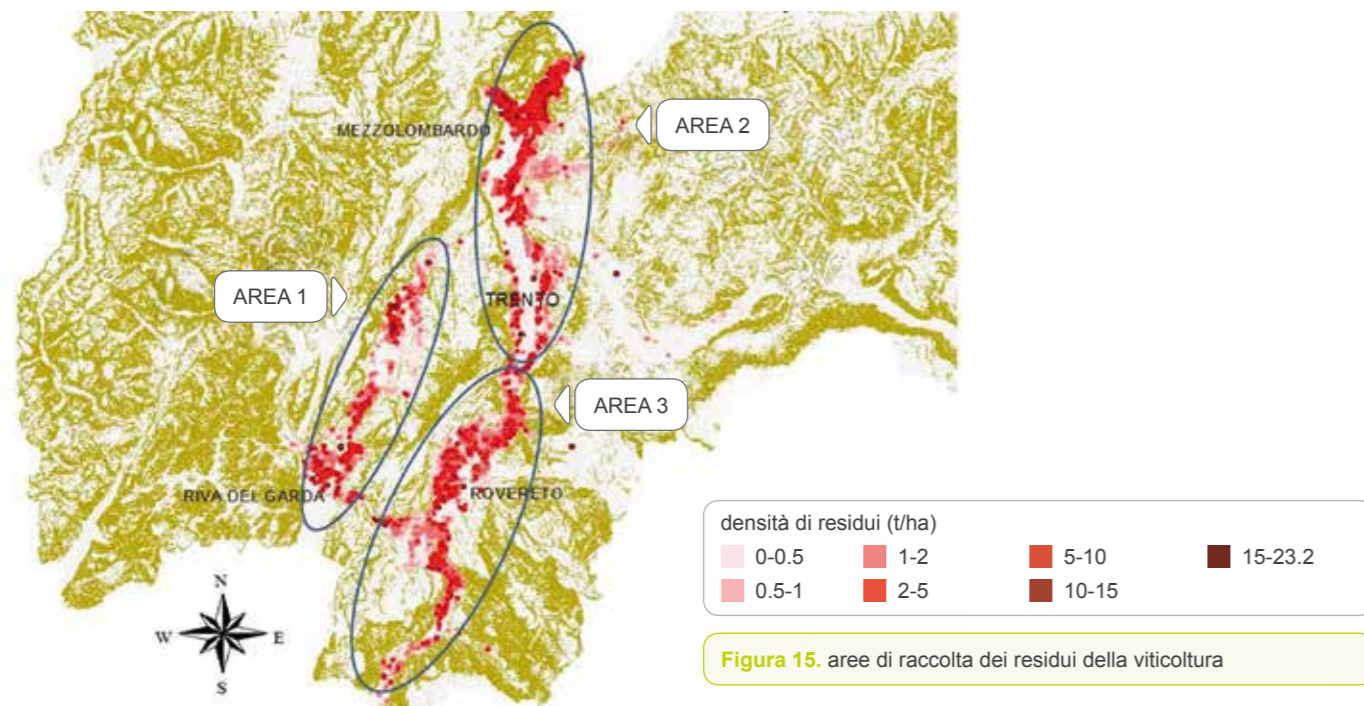 MEZZOLOMBARDO
AREA 2
AREA 1
TRENTO
AREA 3
RIVA DEL GARDA
ROVERETO
N
W E
S
densità di residui (t/ha)
0-0.5 1-2 5-10 15-23.2
0.5-1 2-5 10-15
Figura 15. aree di raccolta dei residui della viticoltura